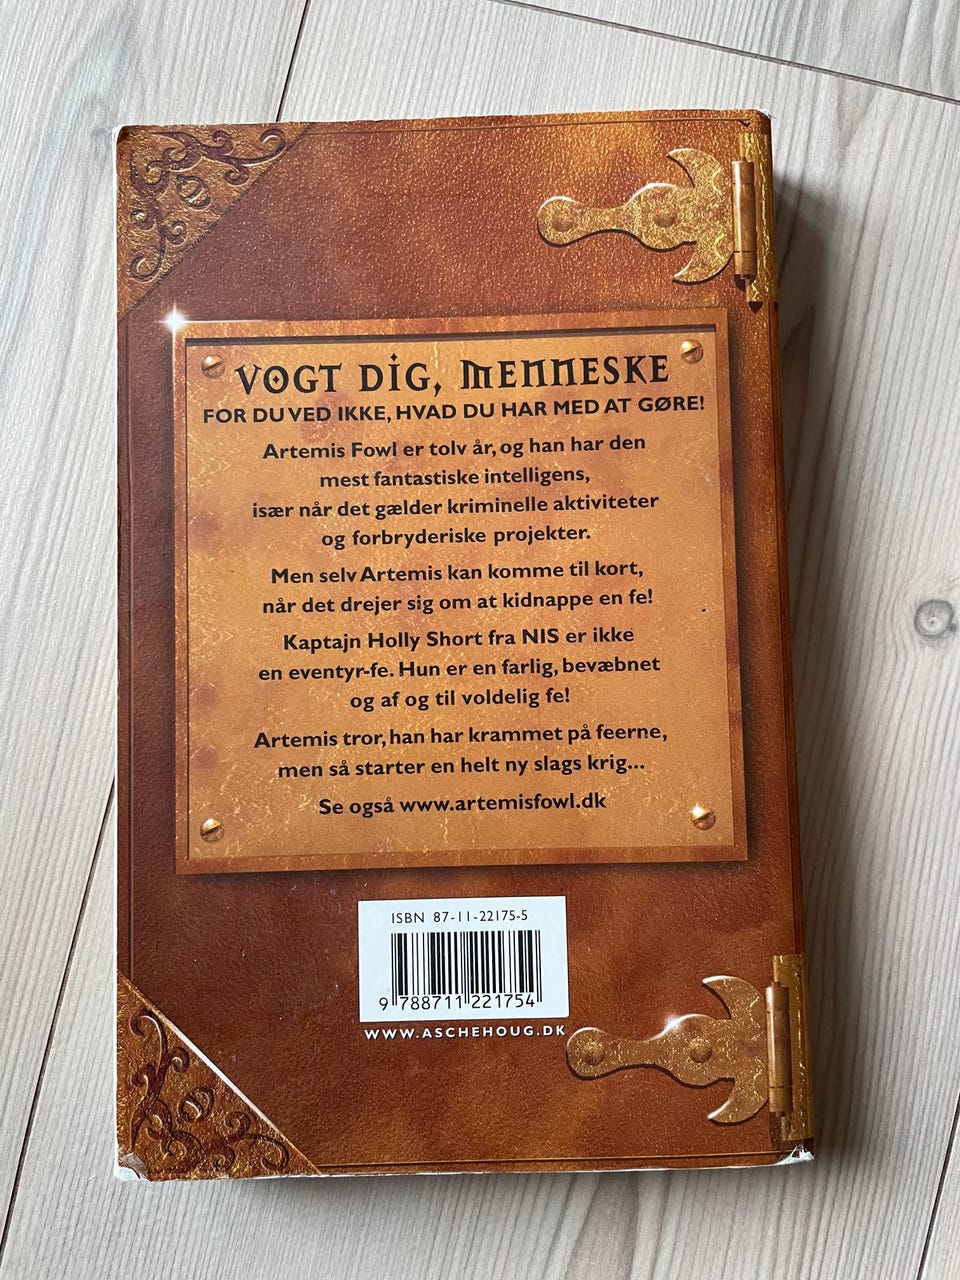 VOGT DIG, MENNESKE
FOR DU VED IKKE, HVAD DU HAR MED AT GØRE!
Artemis Fowl er tolv år, og han har den
mest fantastiske intelligens,
især når det gælder kriminelle aktiviteter
og forbryderiske projekter.
Men selv Artemis kan komme til kort,
når det drejer sig om at kidnappe en fe!
Kaptajn Holly Short fra NIS er ikke
en eventyr-fe. Hun er en farlig, bevæbnet
og af og til voldelig fe!
Artemis tror, han har krammet på feerne,
men så starter en helt ny slags krig...
Se også www.artemisfowl.dk
ISBN 87-11-22175-5
9 788711 221754
WWW.ASCHEHOUG.DK